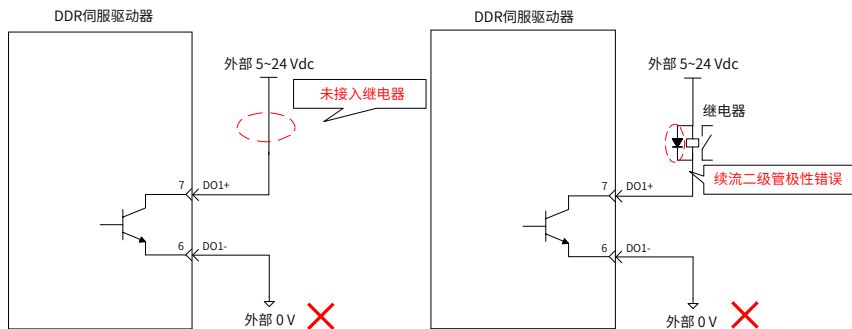 DDR伺服驱动器
外部 5~24 Vdc
未接入继电器
7
DO1+
6
DO1-
外部 0 V
DDR伺服驱动器
外部 5~24 Vdc
继电器
续流二级管极性错误
7
DO1+
6
DO1-
外部 0 V